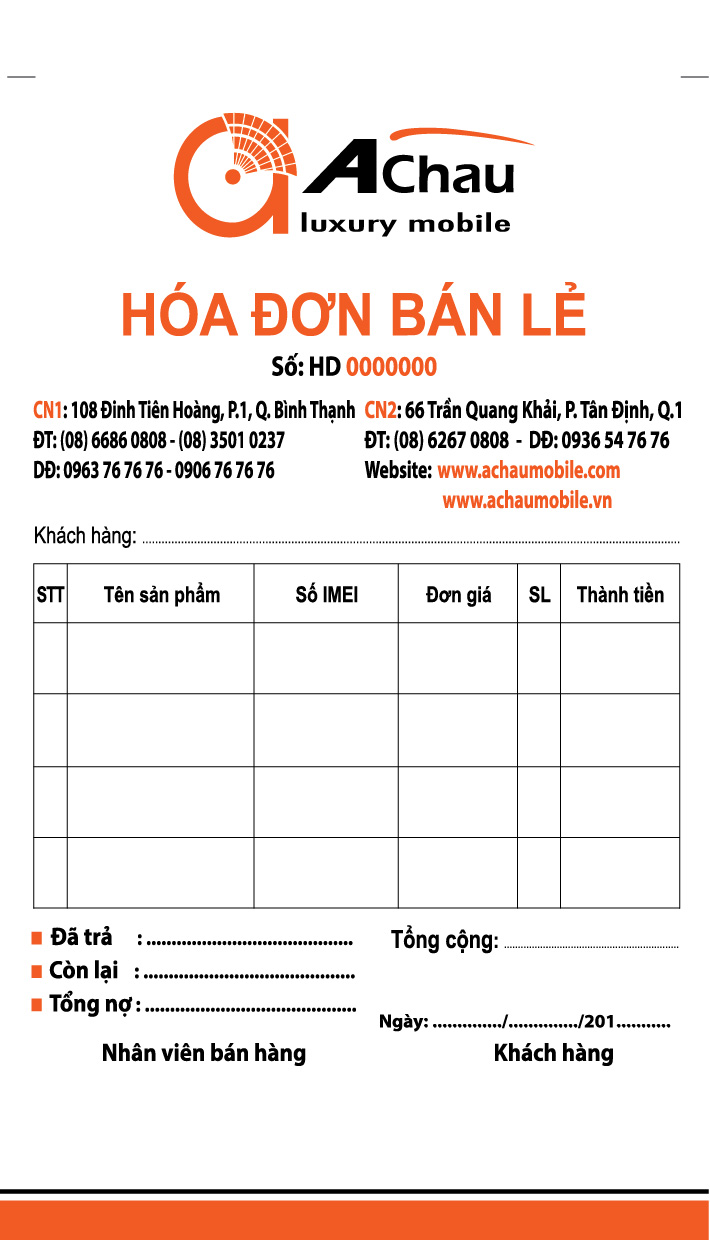 AChau
luxury mobile
HÓA ĐƠN BÁN LẺ
Số: HD 0000000
CN1: 108 Đinh Tiên Hoàng, P.1, Q. Bình Thạnh
ĐT: (08) 6686 0808 - (08) 3501 0237
DĐ: 0963 76 76 76 - 0906 76 76 76
CN2: 66 Trần Quang Khải, P. Tân Định, Q.1
ĐT: (08) 6267 0808 - DĐ: 0936 54 76 76
Website: www.achaumobile.com
www.achaumobile.vn
Khách hàng: ........................................
STT Tên sản phẩm Số IMEI Đơn giá SL Thành tiền
Đã trả : .........................................
Còn lại : .........................................
Tổng nợ : .........................................
Tổng cộng: ........................................
Ngày: ............../............../201...........
Nhân viên bán hàng Khách hàng